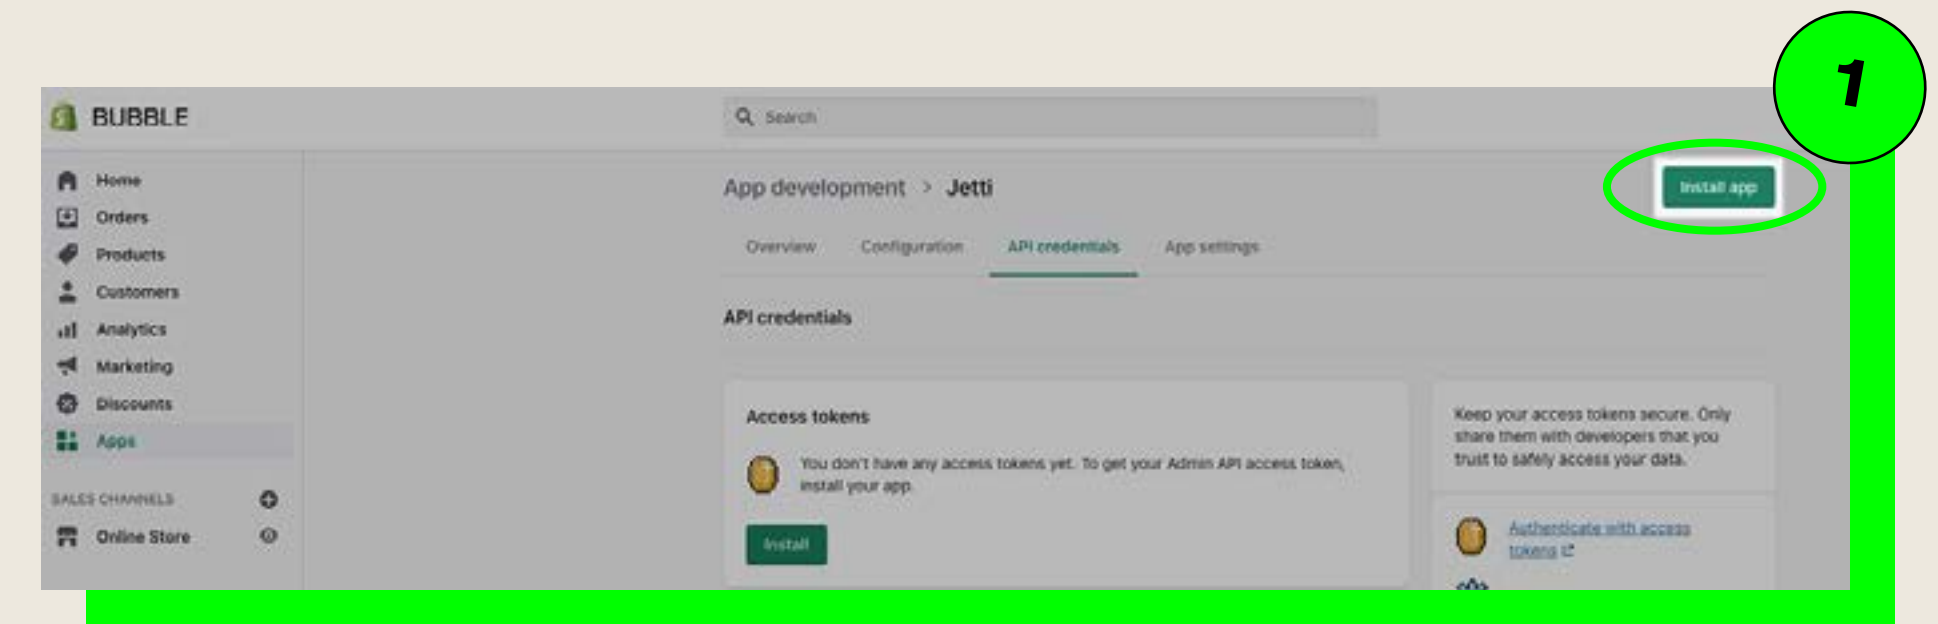 1
BUBBLE
Search
Home
Orders
Products
Customers
Analytics
Marketing
Discounts
Apps
SALES CHANNELS
Online Store
App development > Jetti
Install app
Overview Configuration API credentials App settings
API credentials
Access tokens
You don't have any access tokens yet. To get your Admin API access token,
install your app.
Install
Keep your access tokens secure. Only
share them with developers that you
trust to safely access your data.
Authenticate with access
tokens